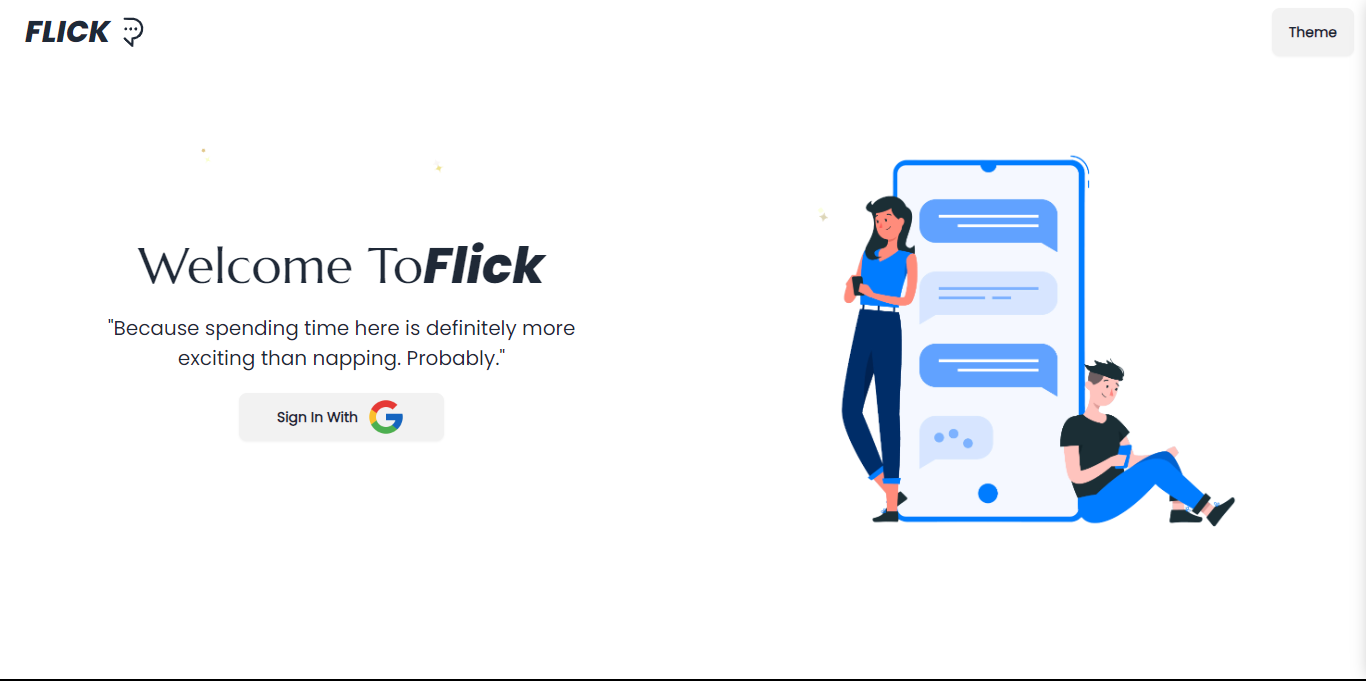 FLICK
Theme
Welcome ToFlick
"Because spending time here is definitely more
exciting than napping. Probably."
Sign In With